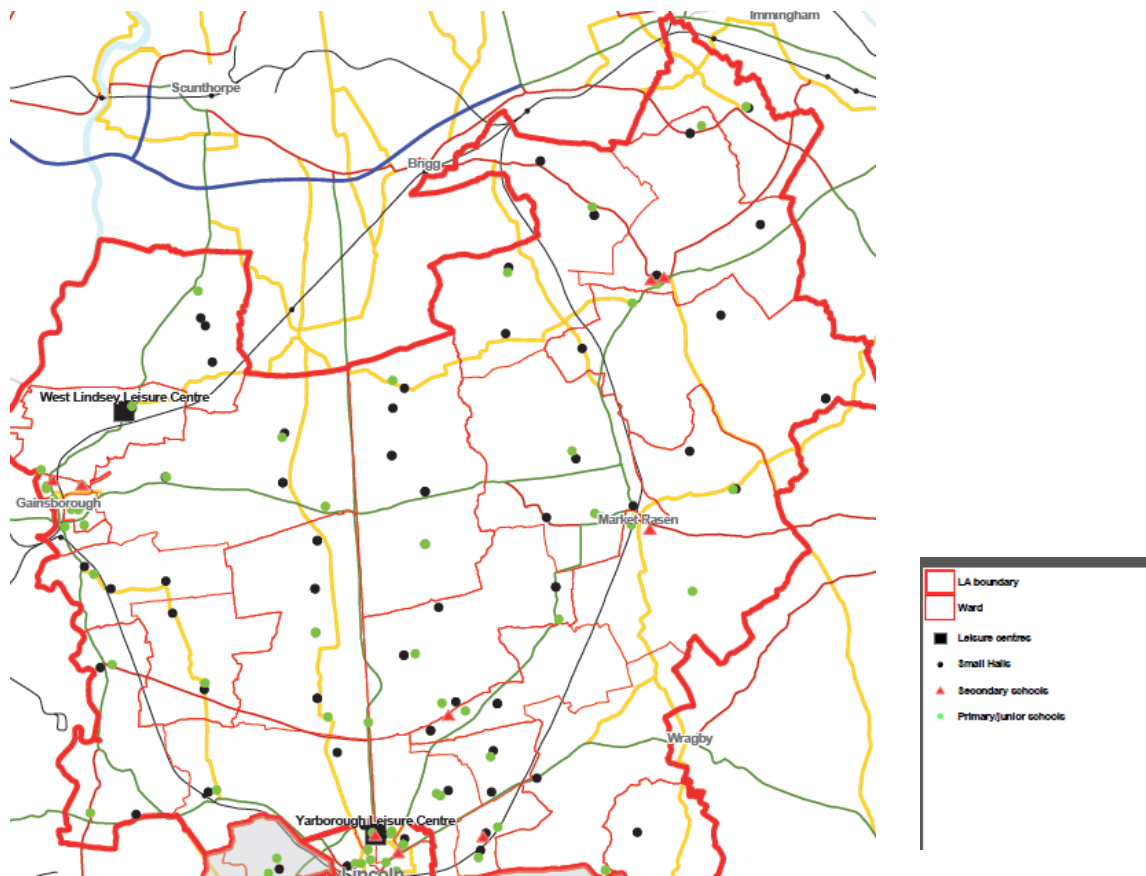 Immingham
Scunthorpe
Brigg
West Lindsey Leisure Centre
Gainsborough
Market Rasen
Wragby
Yarborough Leisure Centre
Lincoln
LA boundary
Ward
Leisure centres
Small Halls
Secondary schools
Primary/junior schools